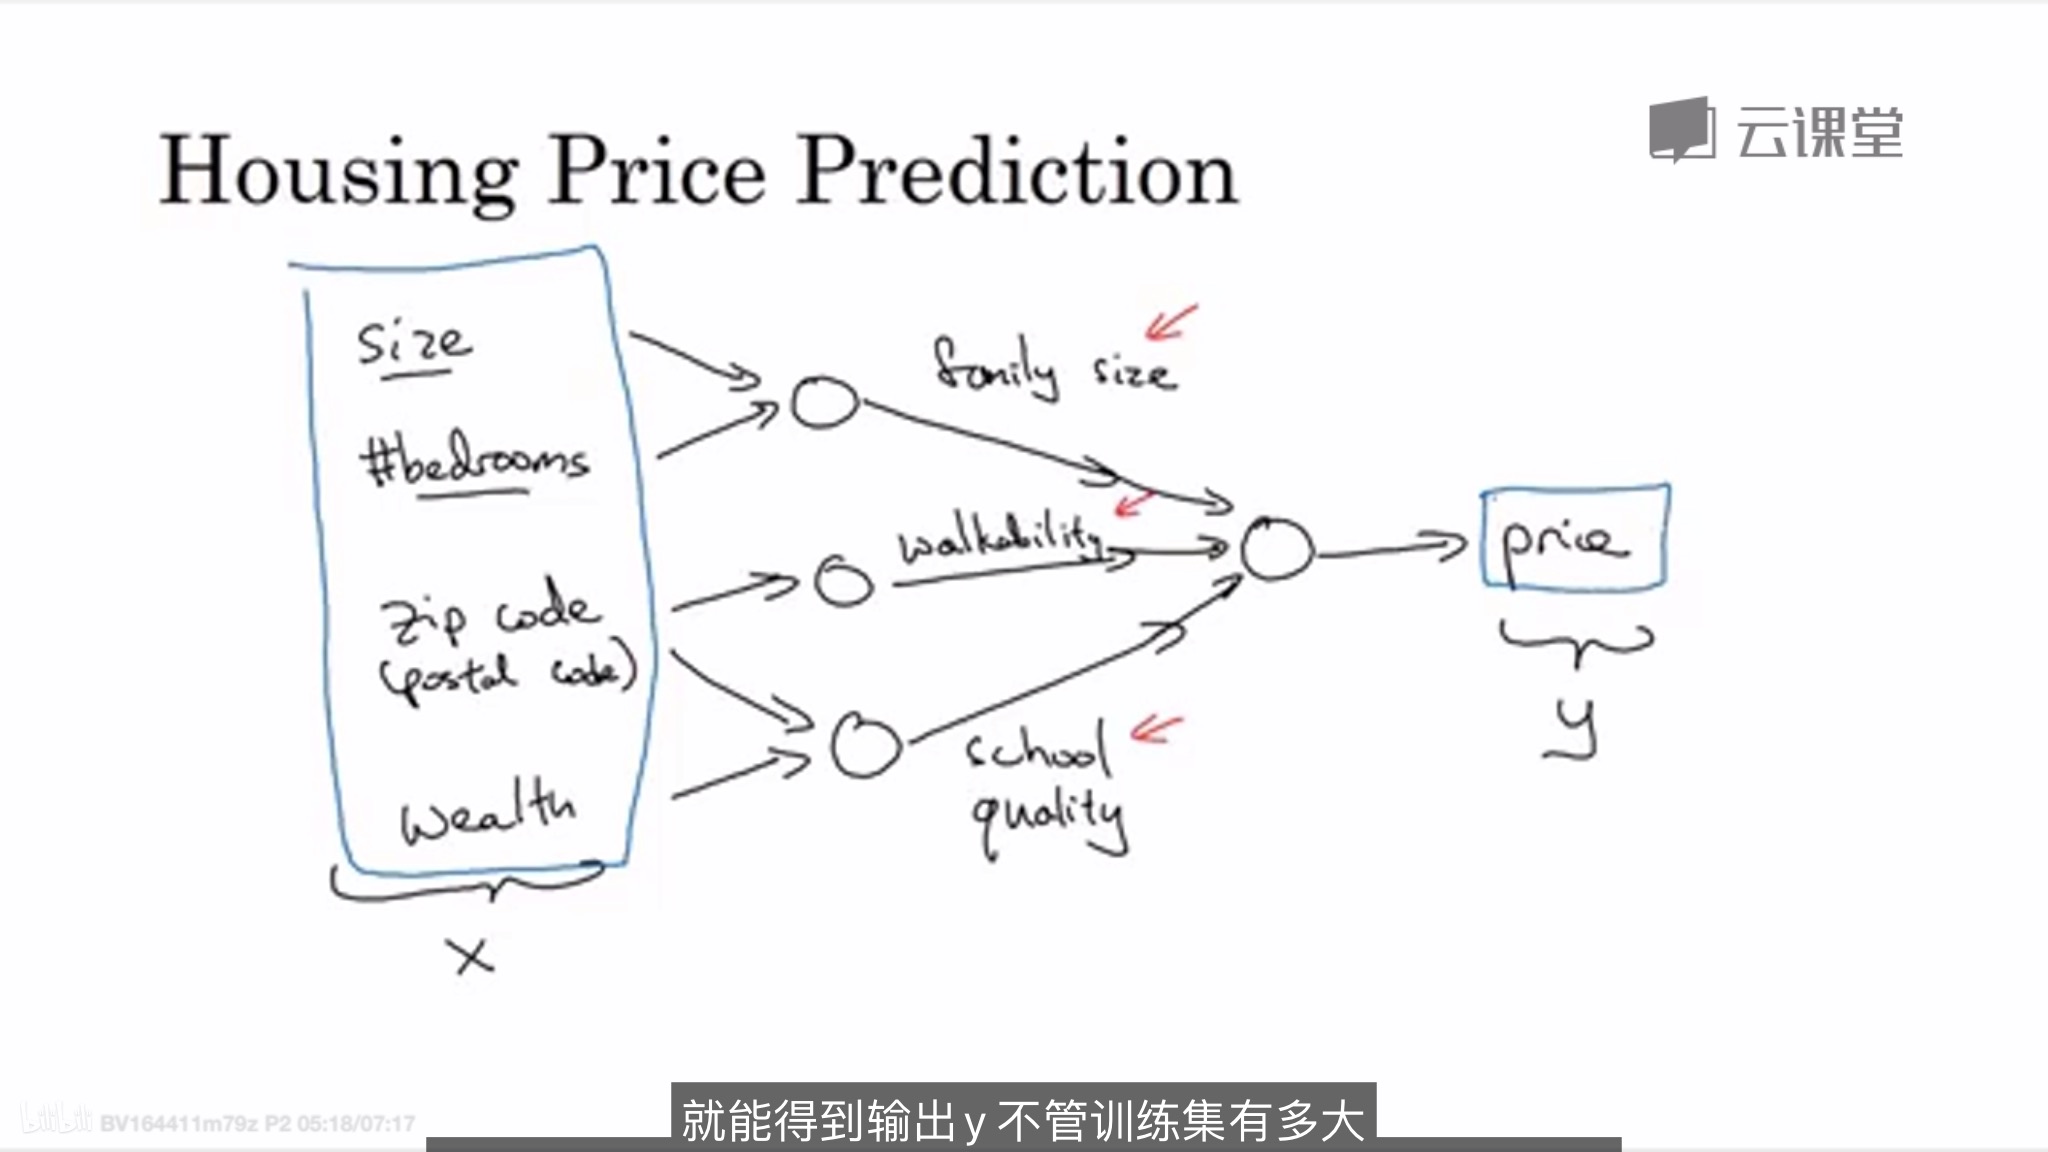 云课堂
Housing Price Prediction
size
#bedrooms
zip code
(postal code)
wealth
x
family size
walkability
school
quality
price
y
就能得到输出y 不管训练集有多大
bilibili BV164411m79z P2 05:18/07:17